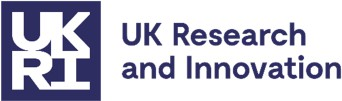 UK
RI
UK Research
and Innovation